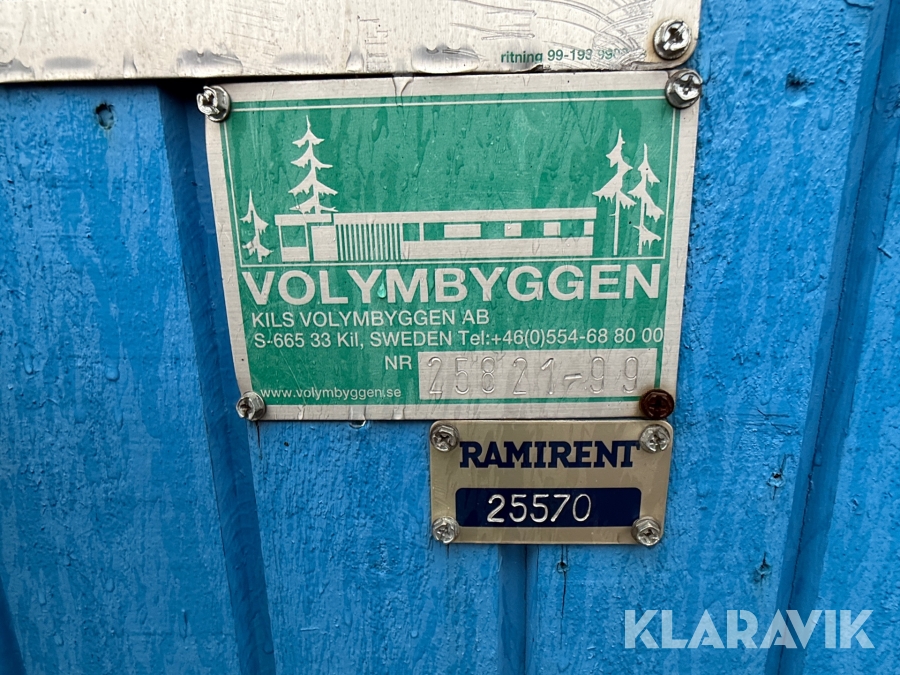 ritning 99-193
VOLYMBYGGEN
KILS VOLYMBYGGEN AB
S-665 33 Kil, SWEDEN Tel:+46(0)554-68 80 00
NR 25821-99
www.volymbyggen.se
RAMIRENT
25570
KLARAVIK